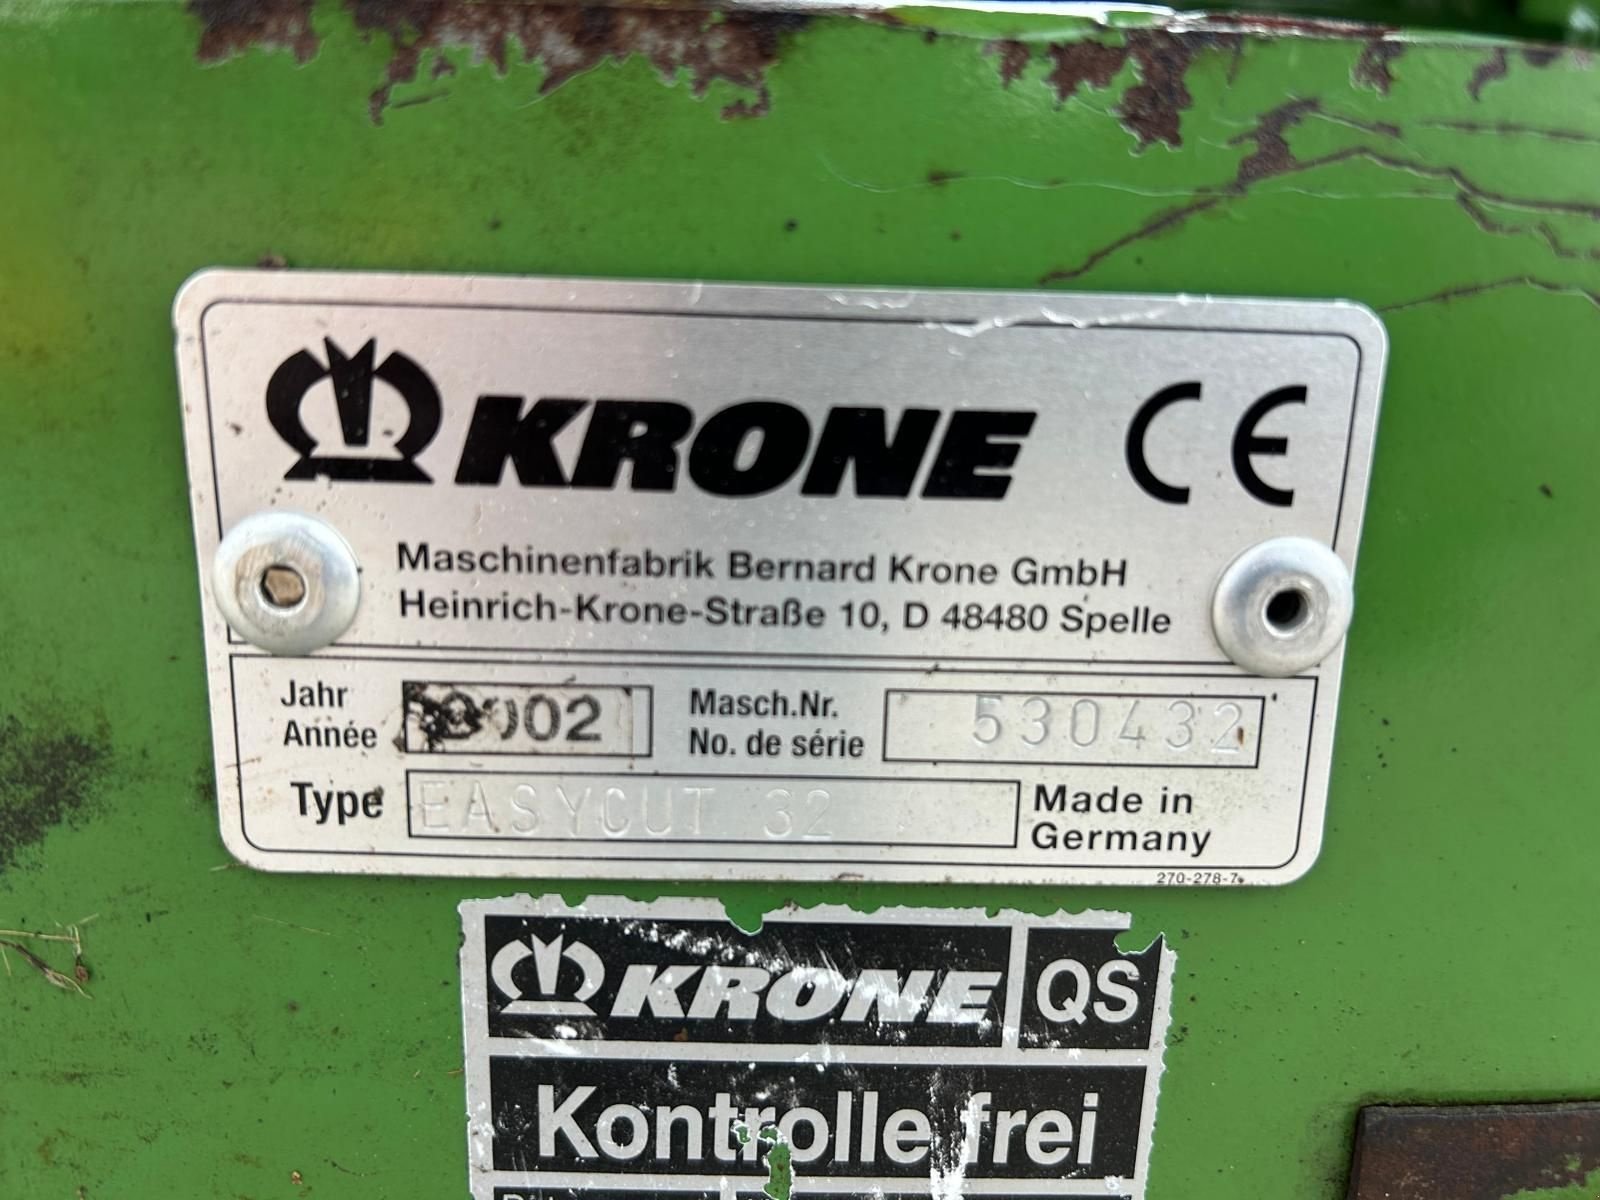 KRONE CE
Maschinenfabrik Bernard Krone GmbH
Heinrich-Krone-Straße 10, D 48480 Spelle
Jahr
Année
2002
Masch.Nr.
No. de série
530432
Type
EASYCUT 32
Made in
Germany
270-278-7
KRONE
QS
Kontrolle frei